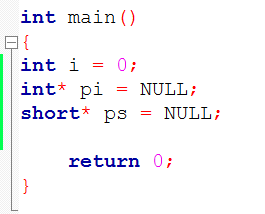 int main()
{
int i = 0;
int* pi = NULL;
short* ps = NULL;
return 0;
}